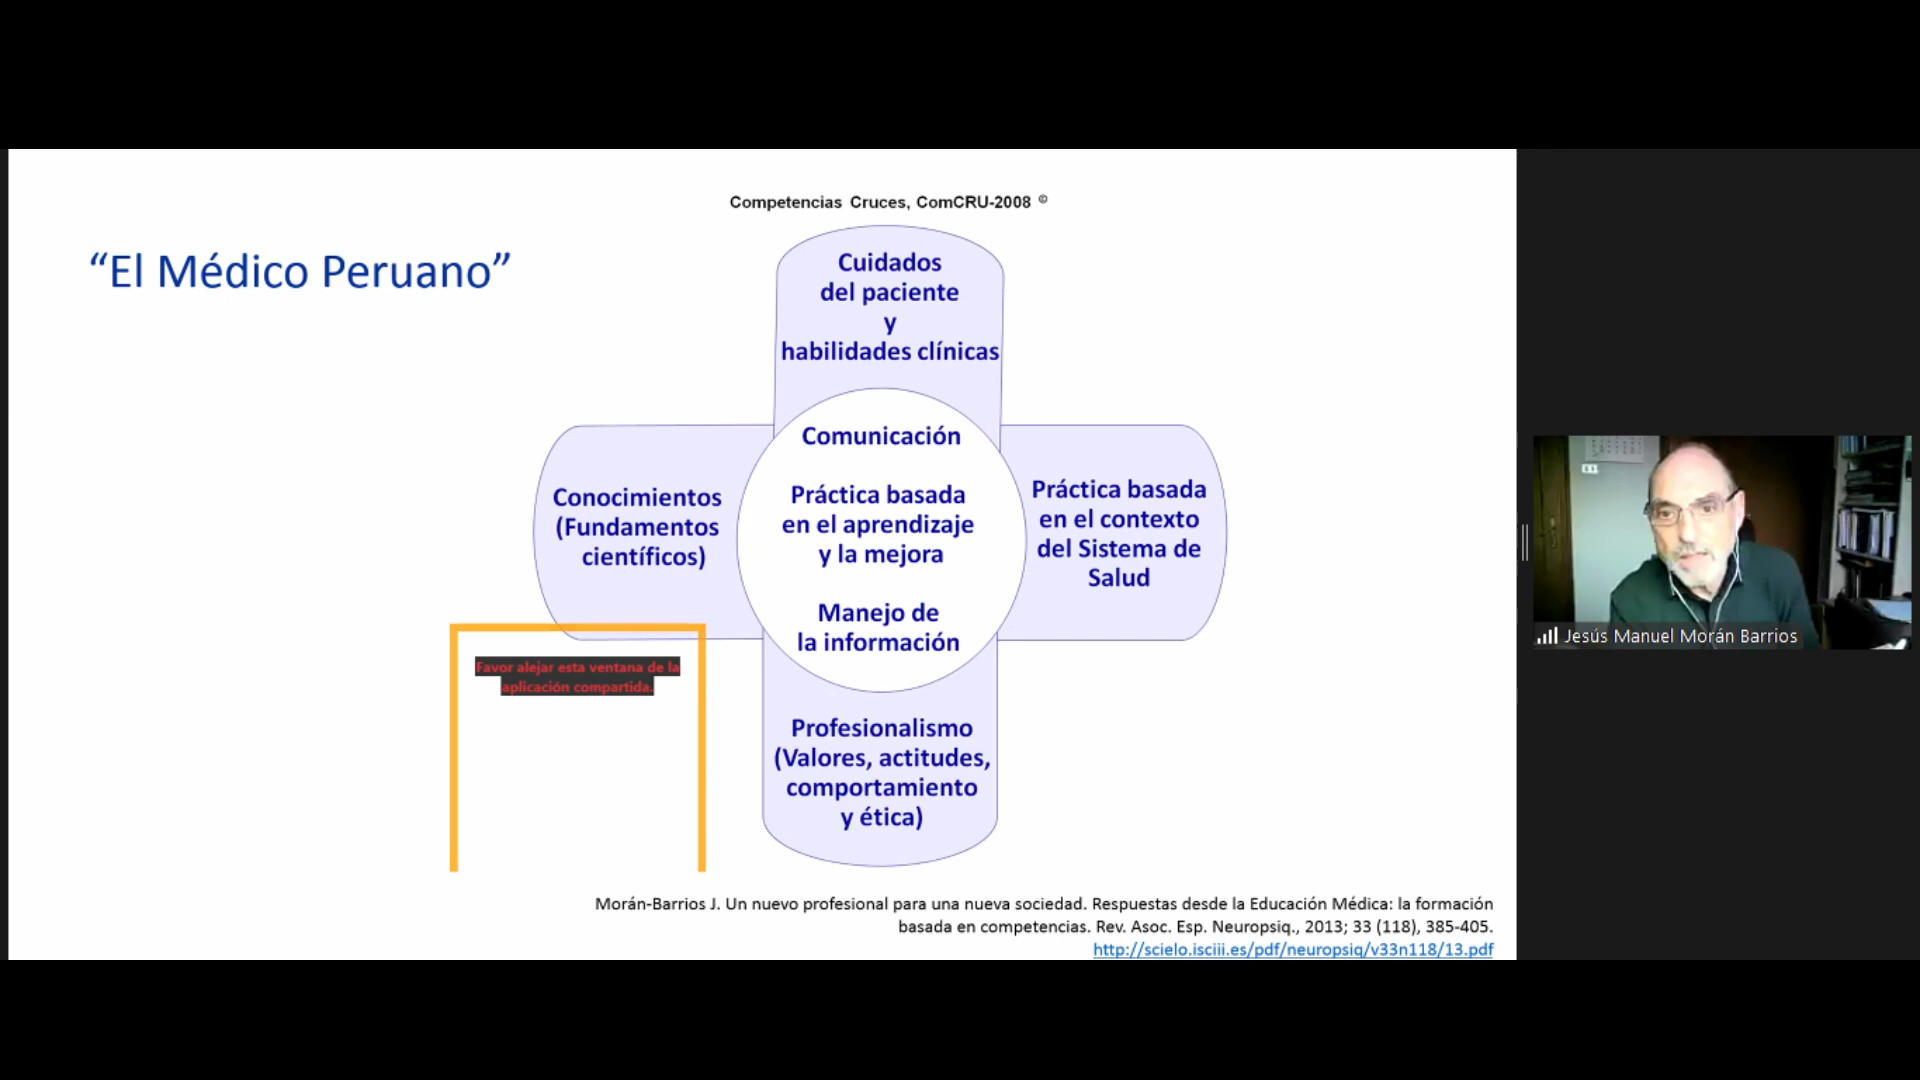 Competencias Cruces, ComCRU-2008 ©
“El Médico Peruano”
Cuidados
del paciente
y
habilidades clínicas
Conocimientos
(Fundamentos
científicos)
Comunicación
Práctica basada
en el aprendizaje
y la mejora
Manejo de
la información
Práctica basada
en el contexto
del Sistema de
Salud
Profesionalismo
(Valores, actitudes,
comportamiento
y ética)
Favor alejar esta ventana de la
aplicación compartida.
Morán-Barrios J. Un nuevo profesional para una nueva sociedad. Respuestas desde la Educación Médica: la formación
basada en competencias. Rev. Asoc. Esp. Neuropsiq., 2013; 33 (118), 385-405.
http://scielo.isciii.es/pdf/neuropsiq/v33n118/13.pdf
Jesús Manuel Morán Barrios